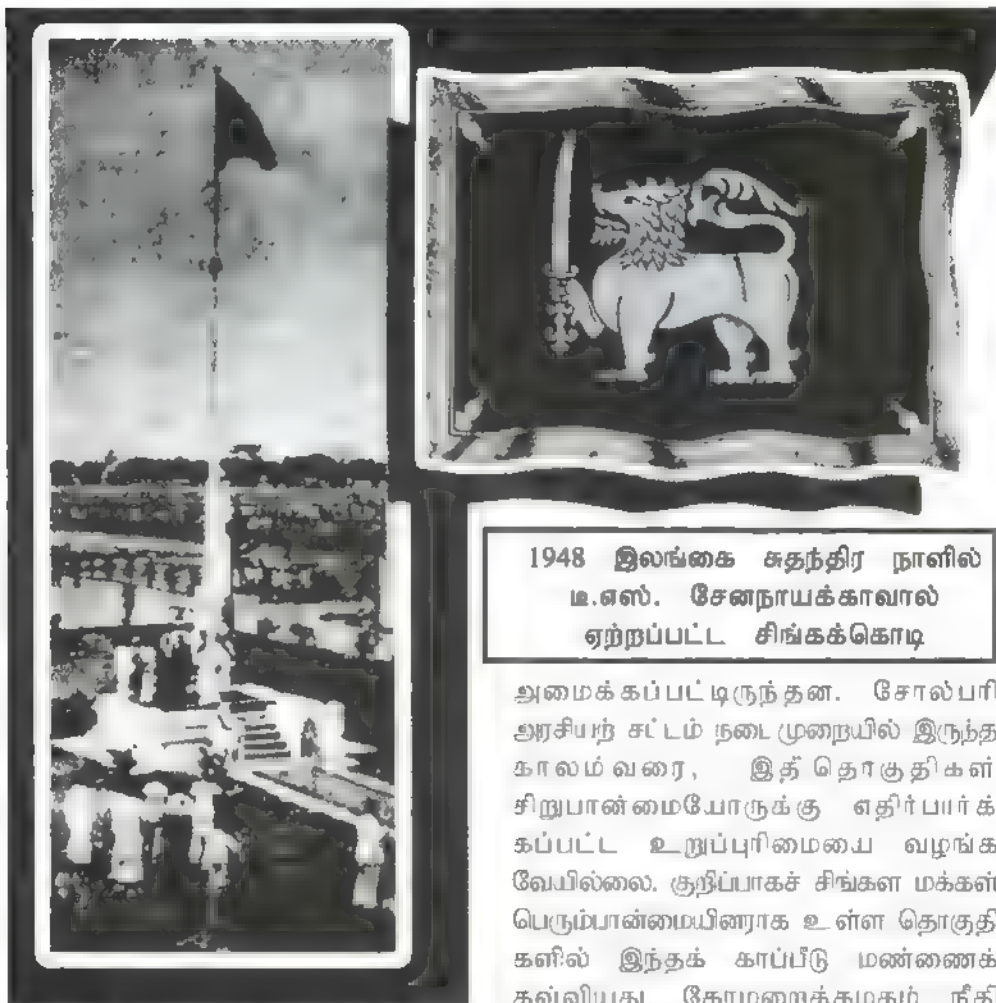 1948 இலங்கை சுதந்திர நாளில்
டி.எஸ். சேனநாயக்காவால்
ஏற்றப்பட்ட சிங்கக்கொடி
அமைக்கப்பட்டிருந்தன. சோல்பரி
அரசியற் சட்டம் நடைமுறையில் இருந்த
காலம்வரை, இத் தொகுதிகள்
சிறுபான்மையோருக்கு எதிர்பார்க்
கப்பட்ட உறுப்புரிமையை வழங்க
வேயில்லை. குறிப்பாகச் சிங்கள மக்கள்
பெரும்பான்மையினராக உள்ள தொகுதி
களில் இந்தக் காப்பீடு மண்ணைக்
கவ்வியது. நீதி